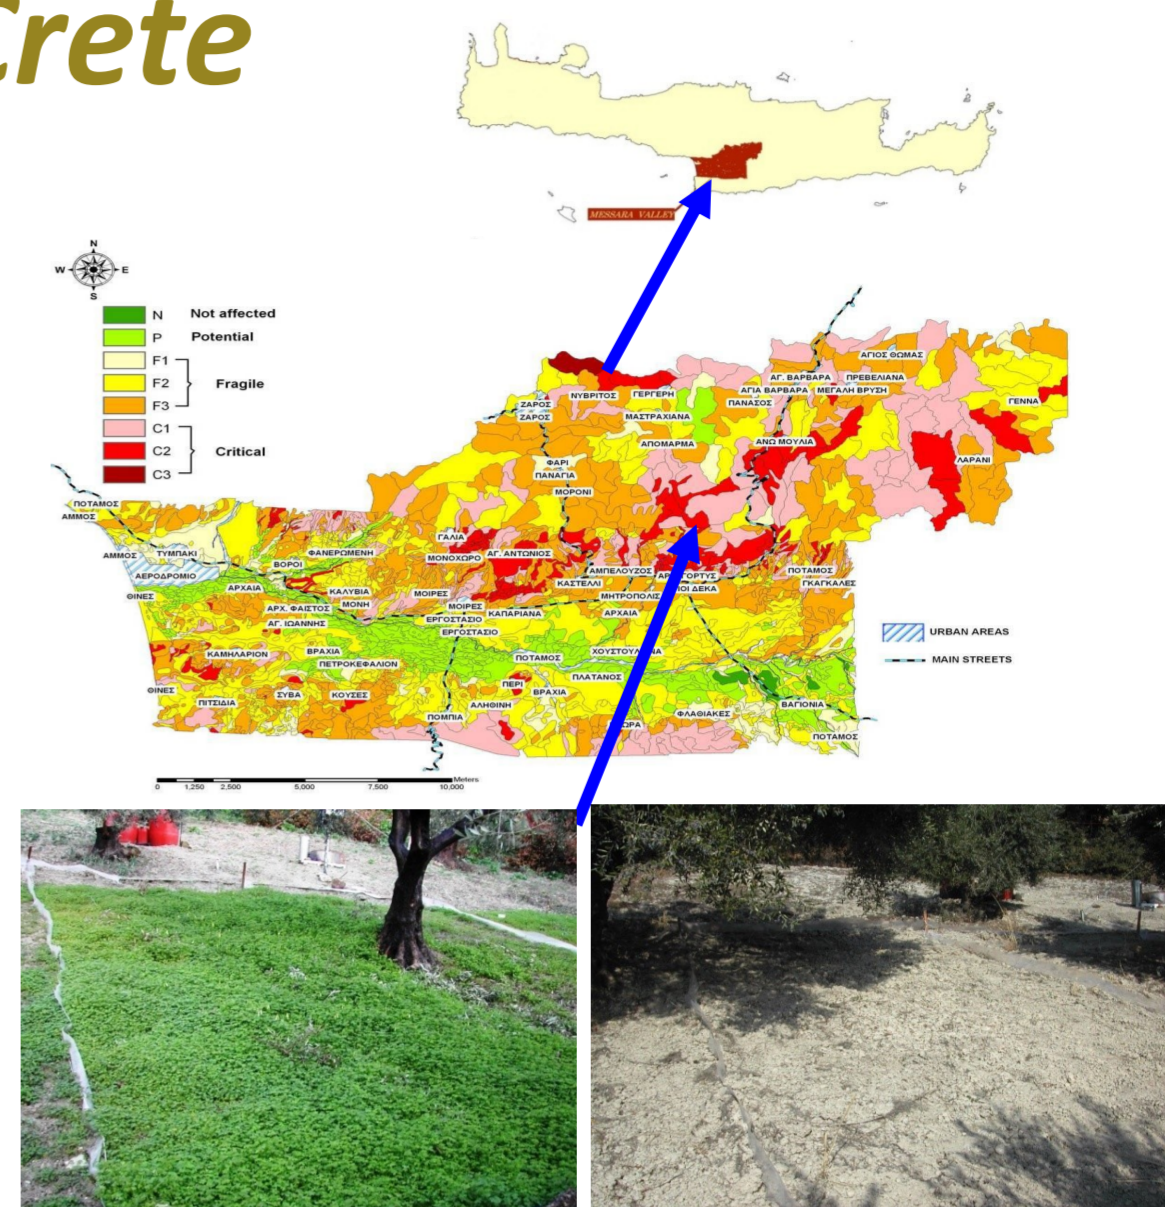 Crete
MESSARA VALLEY
N
W E
S
N Not affected
P Potential
F1
F2 Fragile
F3
C1
C2 Critical
C3
ΑΓΙΟΣ ΘΩΜΑΣ
ΑΓ. ΒΑΡΒΑΡΑ ΠΡΕΒΕΛΙΑΝΑ
ΝΥΒΡΙΤΟΣ ΓΕΡΓΕΡΗ ΑΓΙΑ ΒΑΡΒΑΡΑ ΜΕΓΑΛΗ ΒΡΥΣΗ
ΖΑΡΟΣ ΠΑΝΑΣΟΣ ΓΕΝΝΑ
ΖΑΡΟΣ ΜΑΣΤΡΑΧΙΑΝΑ
ΑΠΟΜΑΡΜΑ ΑΝΩ ΜΟΥΛΙΑ
ΦΑΡΙ ΛΑΡΑΝΙ
ΠΑΝΑΓΙΑ
ΜΟΡΟΝΙ
ΠΟΤΑΜΟΣ
ΑΜΜΟΣ
ΓΑΛΙΑ
ΑΜΜΟΣ ΤΥΜΠΑΚΙ ΦΑΝΕΡΩΜΕΝΗ ΜΟΝΟΧΩΡΟ ΑΓ. ΑΝΤΩΝΙΟΣ
ΒΟΡΟΙ ΑΜΠΕΛΟΥΖΟΣ ΠΟΤΑΜΟΣ
ΑΕΡΟΔΡΟΜΙΟ ΚΑΣΤΕΛΛΙ ΓΟΡΤΥΣ ΓΚΑΓΚΑΛΕΣ
ΘΙΝΕΣ ΑΡΧΑΙΑ ΚΑΛΥΒΙΑ ΜΟΙΡΕΣ ΜΗΤΡΟΠΟΛΙΣ ΔΕΚΑ
ΑΡΧ. ΦΑΙΣΤΟΣ ΜΟΝΗ ΜΟΙΡΕΣ ΚΑΠΑΡΙΑΝΑ ΑΡΧΑΙΑ
ΑΓ. ΙΩΑΝΝΗΣ ΕΡΓΟΣΤΑΣΙΟ
ΕΡΓΟΣΤΑΣΙΟ
URBAN AREAS
ΚΑΜΗΛΑΡΙΟΝ ΒΡΑΧΙΑ ΠΟΤΑΜΟΣ
ΠΕΤΡΟΚΕΦΑΛΙΟΝ ΠΛΑΤΑΝΟΣ
MAIN STREETS
ΘΙΝΕΣ ΣΥΒΑ ΚΟΥΣΕΣ ΠΕΡΙ ΒΡΑΧΙΑ
ΠΙΤΣΙΔΙΑ ΑΛΗΘΙΝΗ ΒΑΓΙΟΝΙΑ
ΠΟΜΠΙΑ ΦΛΑΘΙΑΚΕΣ
ΠΟΤΑΜΟΣ
Meters
0 1,250 2,500 5,000 7,500 10,000